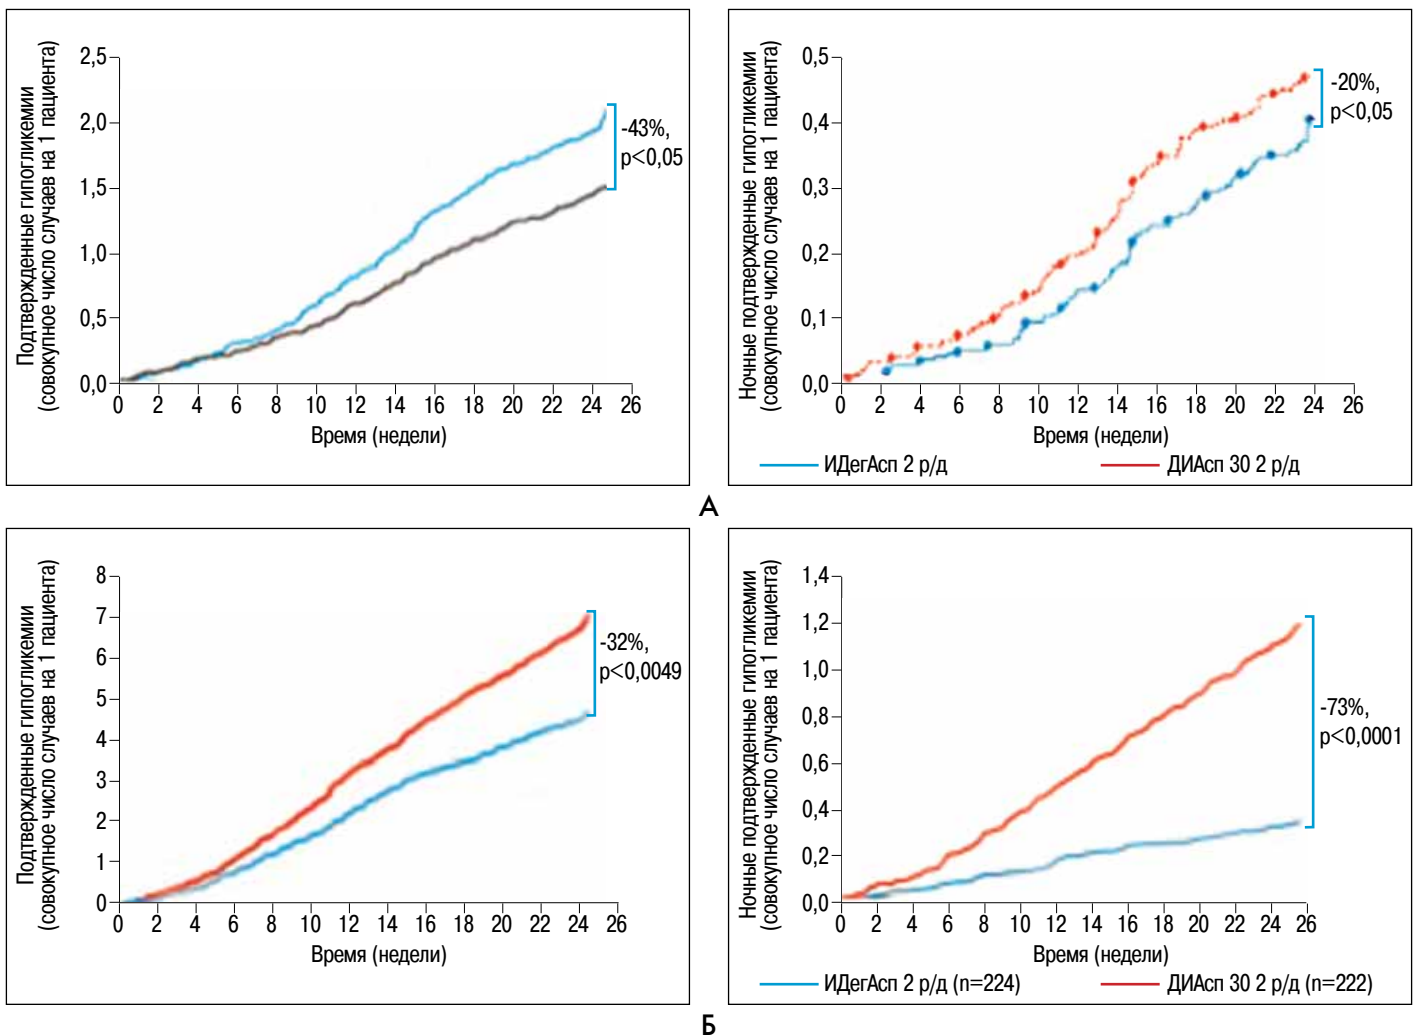 Подтвержденные гипогликемии
(совокупное число случаев на 1 пациента)
2,5
2,0
1,5
1,0
0,5
0,0
0 2 4 6 8 10 12 14 16 18 20 22 24 26
Время (недели)
-43%,
p<0,05
Ночные подтвержденные гипогликемии
(совокупное число случаев на 1 пациента)
0,5
0,4
0,3
0,2
0,1
0,0
0 2 4 6 8 10 12 14 16 18 20 22 24 26
Время (недели)
-20%,
p<0,05
ИДегАсп 2 р/д ДИАсп 30 2 р/д
А
Подтвержденные гипогликемии
(совокупное число случаев на 1 пациента)
8
7
6
5
4
3
2
1
0
0 2 4 6 8 10 12 14 16 18 20 22 24 26
Время (недели)
-32%,
p<0,0049
Ночные подтвержденные гипогликемии
(совокупное число случаев на 1 пациента)
1,4
1,2
1,0
0,8
0,6
0,4
0,2
0,0
0 2 4 6 8 10 12 14 16 18 20 22 24 26
Время (недели)
-73%,
p<0,0001
ИДегАсп 2 р/д (n=224) ДИАсп 30 2 р/д (n=222)
Б